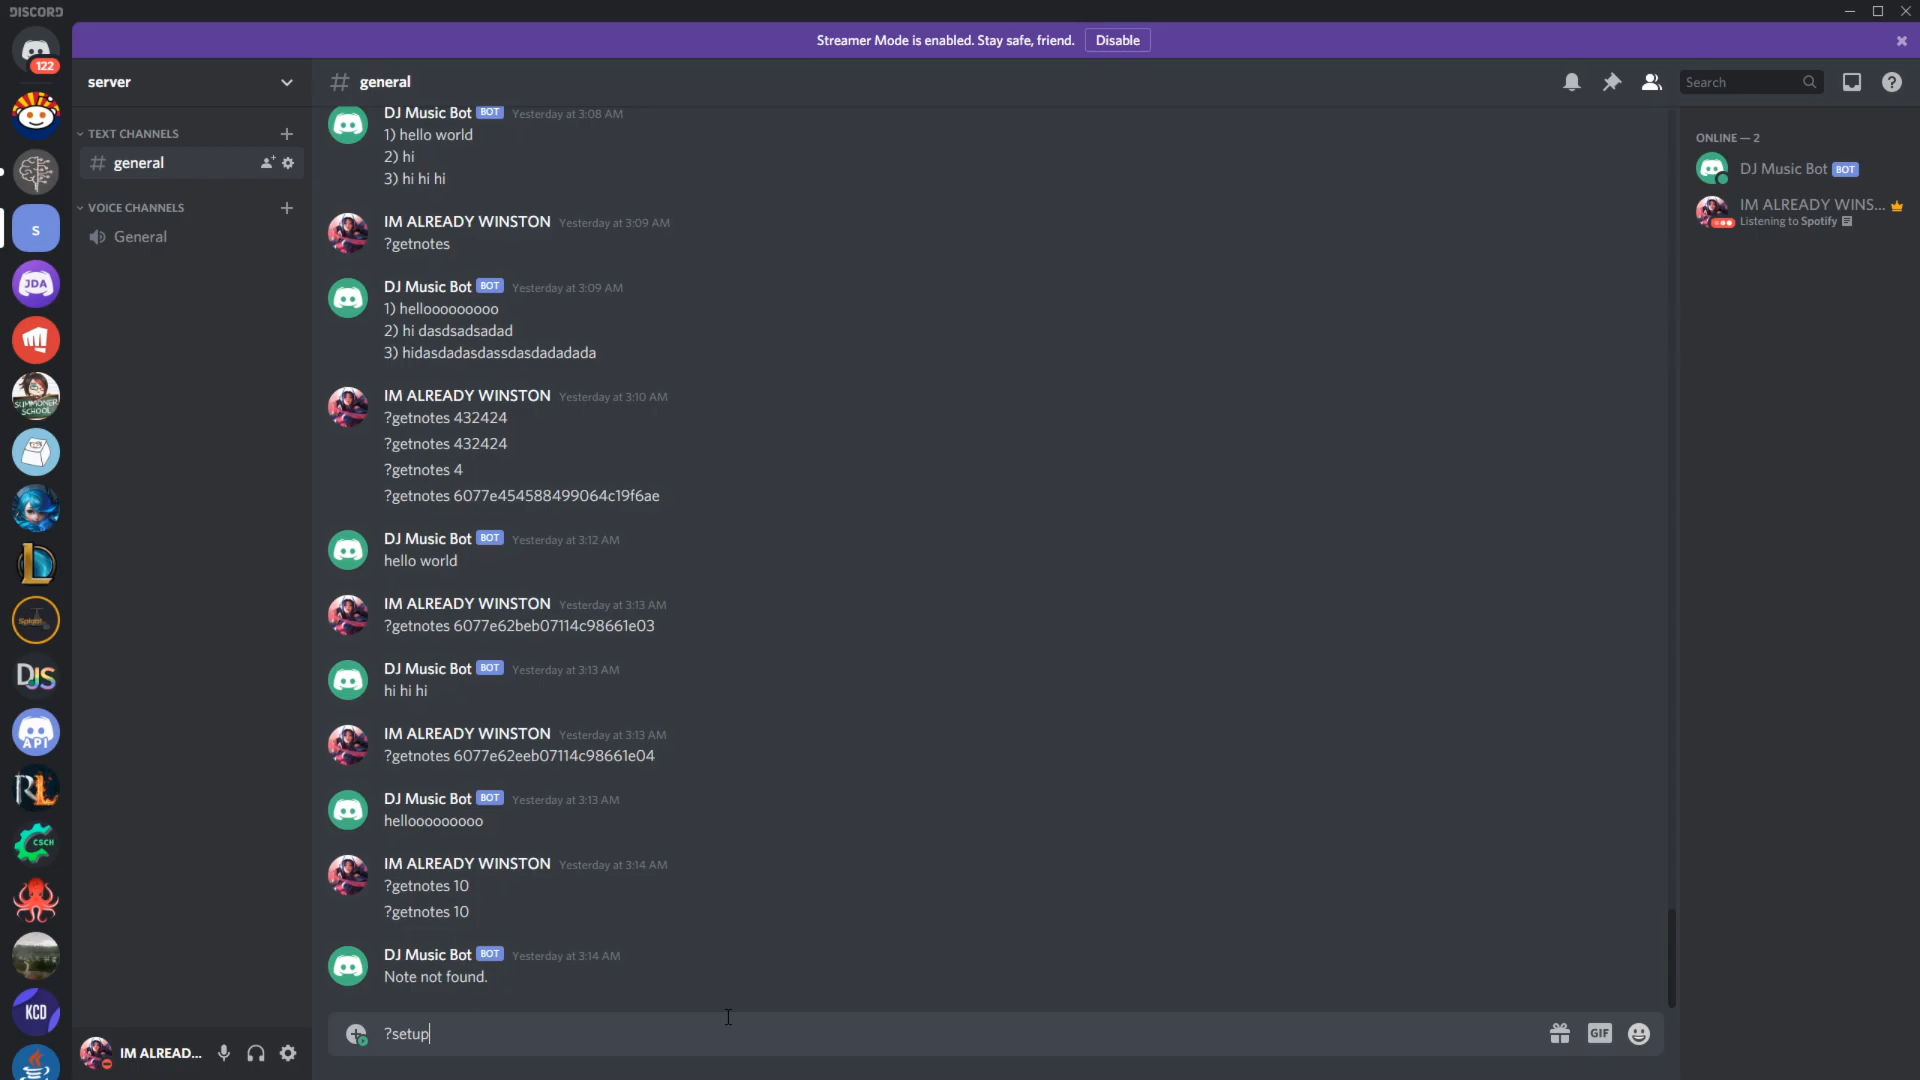 DISCORD
Streamer Mode is enabled. Stay safe, friend. Disable
122
server
# general
Search
TEXT CHANNELS
# general
VOICE CHANNELS
General
S
JDA
SUMMONER SCHOOL
DJS
API
RL
CSCH
KCD
DJ Music Bot BOT Yesterday at 3:08 AM
1) hello world
2) hi
3) hi hi hi
IM ALREADY WINSTON Yesterday at 3:09 AM
?getnotes
DJ Music Bot BOT Yesterday at 3:09 AM
1) helloooooooooo
2) hi dasdsadsadad
3) hidasdadasdassdasdadadada
IM ALREADY WINSTON Yesterday at 3:10 AM
?getnotes 432424
?getnotes 432424
?getnotes 4
?getnotes 6077e454588499064c19f6ae
DJ Music Bot BOT Yesterday at 3:12 AM
hello world
IM ALREADY WINSTON Yesterday at 3:13 AM
?getnotes 6077e62beb07114c98661e03
DJ Music Bot BOT Yesterday at 3:13 AM
hi hi hi
IM ALREADY WINSTON Yesterday at 3:13 AM
?getnotes 6077e62eeb07114c98661e04
DJ Music Bot BOT Yesterday at 3:13 AM
helloooooooooo
IM ALREADY WINSTON Yesterday at 3:14 AM
?getnotes 10
?getnotes 10
DJ Music Bot BOT Yesterday at 3:14 AM
Note not found.
?setup
GIF
IM ALREAD...
ONLINE — 2
DJ Music Bot BOT
IM ALREADY WINS...
Listening to Spotify